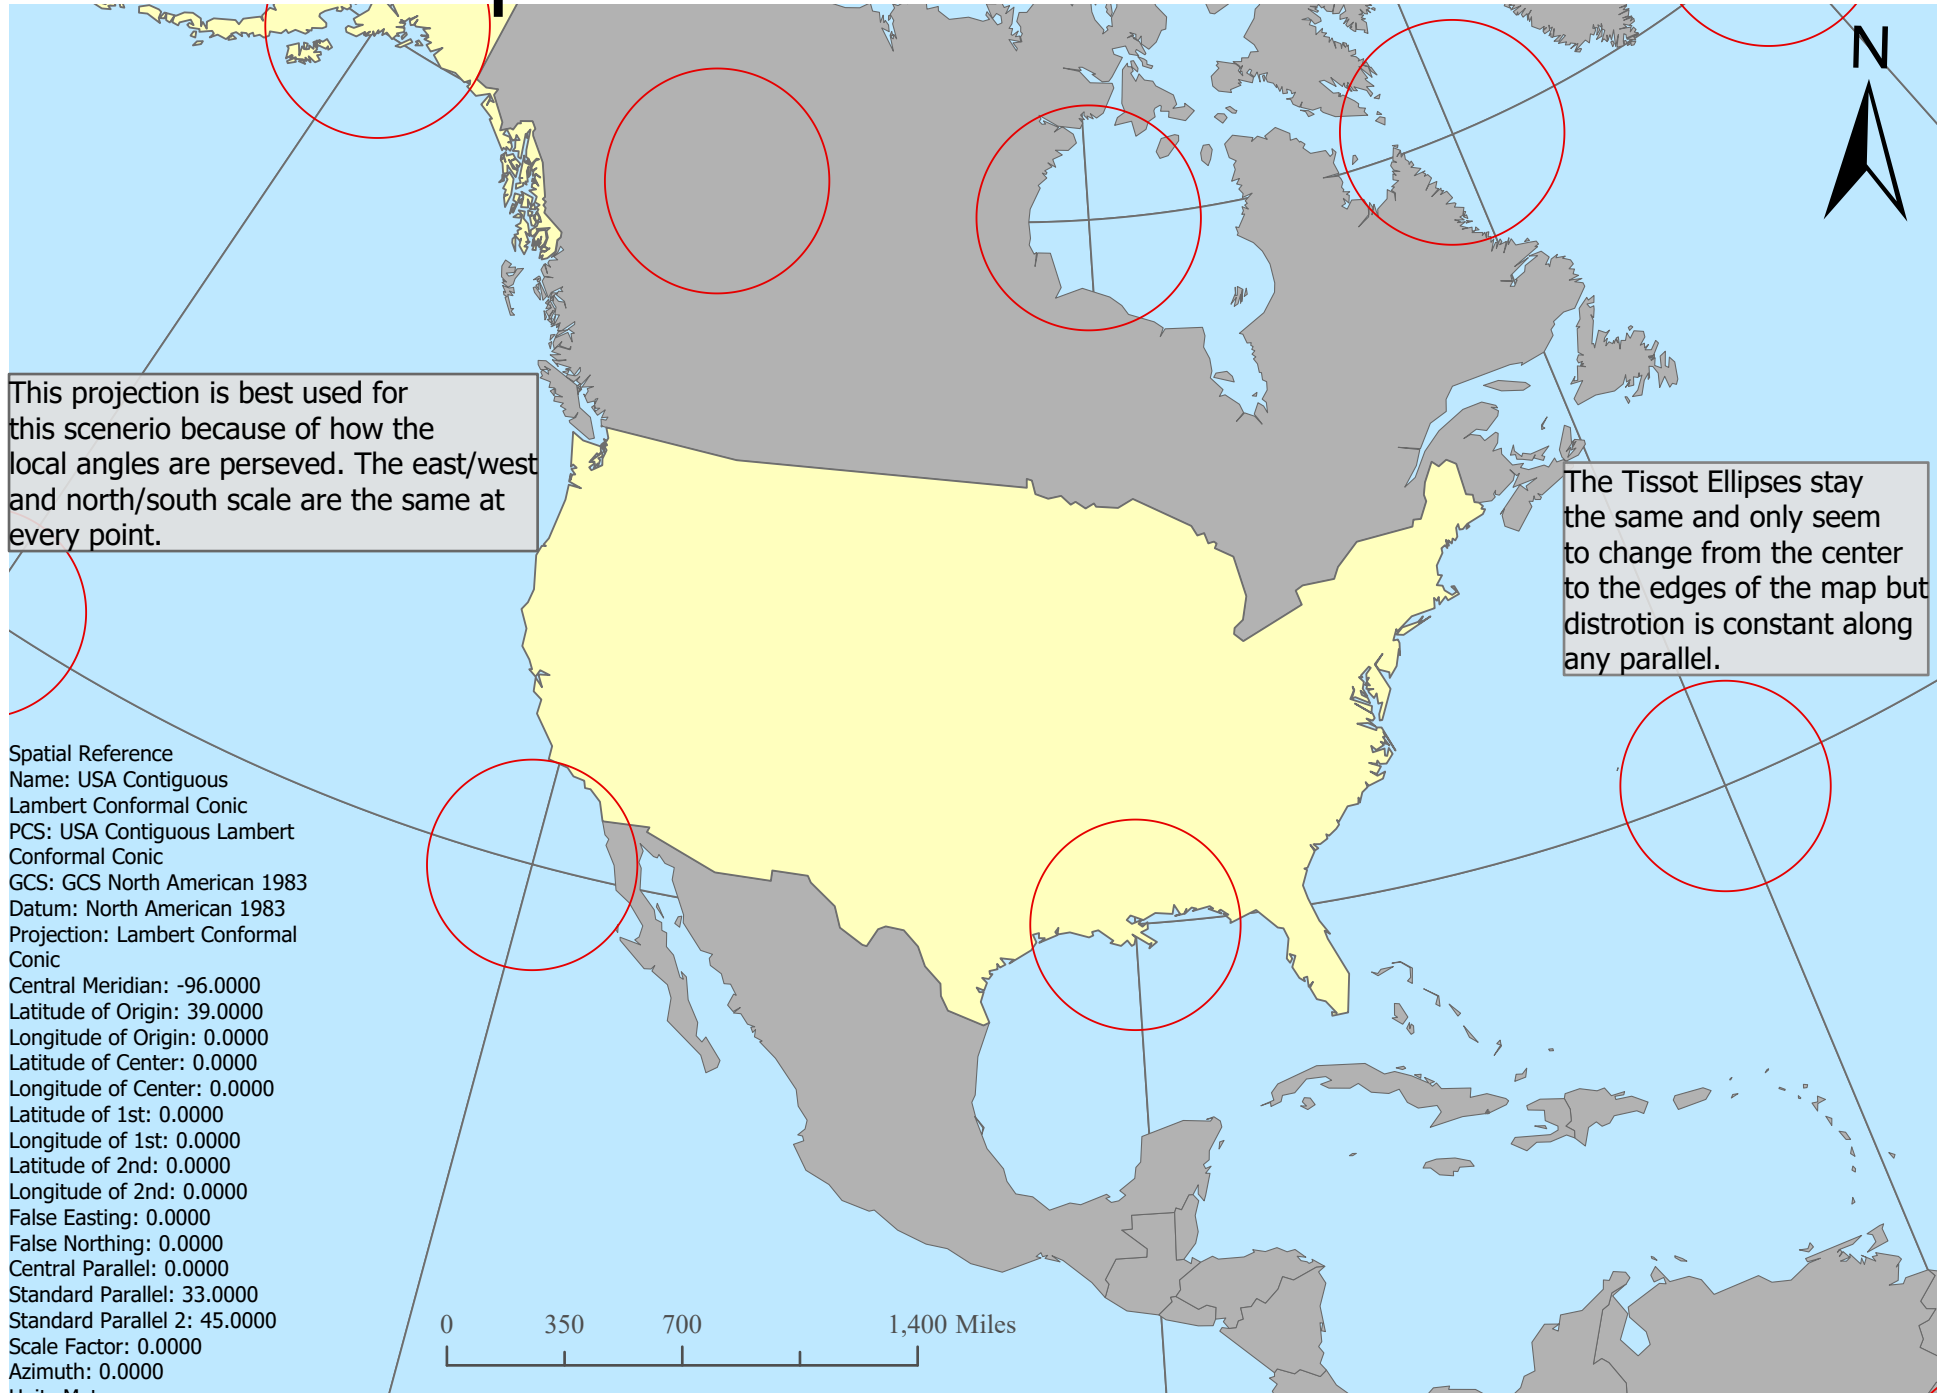 N
This projection is best used for
this scenerio because of how the
local angles are perseved. The east/west
and north/south scale are the same at
every point.
The Tissot Ellipses stay
the same and only seem
to change from the center
to the edges of the map but
distrotion is constant along
any parallel.
Spatial Reference
Name: USA Contiguous
Lambert Conformal Conic
PCS: USA Contiguous Lambert
Conformal Conic
GCS: GCS North American 1983
Datum: North American 1983
Projection: Lambert Conformal
Conic
Central Meridian: -96.0000
Latitude of Origin: 39.0000
Longitude of Origin: 0.0000
Latitude of Center: 0.0000
Longitude of Center: 0.0000
Latitude of 1st: 0.0000
Longitude of 1st: 0.0000
Latitude of 2nd: 0.0000
Longitude of 2nd: 0.0000
False Easting: 0.0000
False Northing: 0.0000
Central Parallel: 0.0000
Standard Parallel: 33.0000
Standard Parallel 2: 45.0000
Scale Factor: 0.0000
Azimuth: 0.0000
0 350 700 1,400 Miles